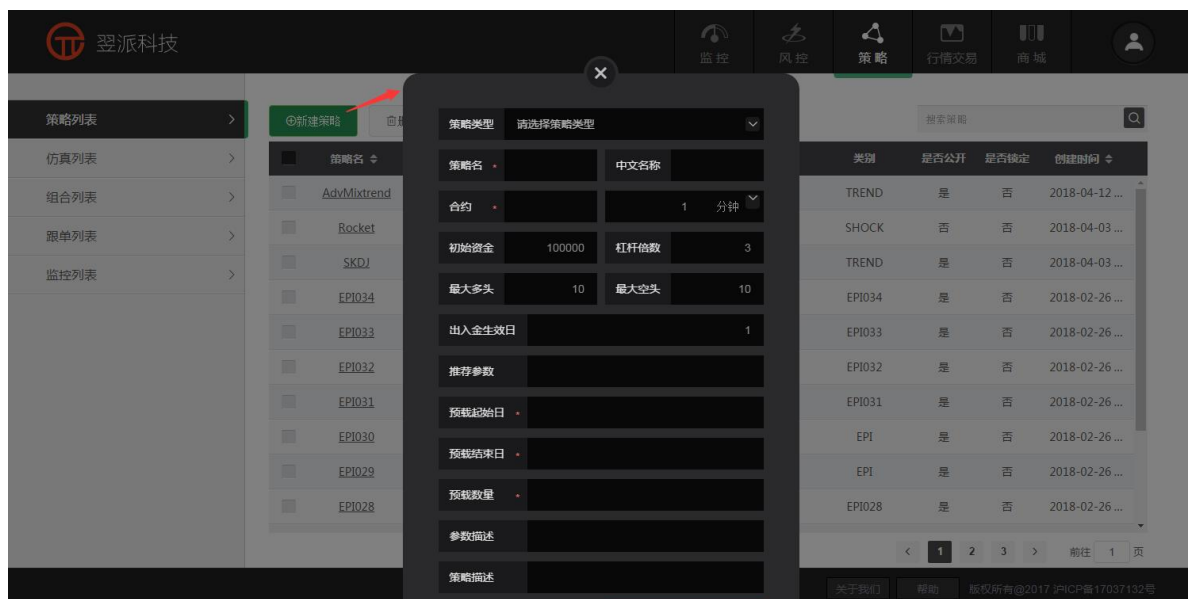 翌派科技
监控 风控 策略 行情交易 商城
策略列表
仿真列表
组合列表
跟单列表
监控列表
⊕新建策略
搜索策略
策略名 类别 是否公开 是否锁定 创建时间
AdvMixtrend TREND 是 否 2018-04-12 ...
Rocket SHOCK 否 否 2018-04-03 ...
SKDJ TREND 是 否 2018-04-03 ...
EPI034 EPI034 是 否 2018-02-26 ...
EPI033 EPI033 是 否 2018-02-26 ...
EPI032 EPI032 是 否 2018-02-26 ...
EPI031 EPI031 是 否 2018-02-26 ...
EPI030 EPI 是 否 2018-02-26 ...
EPI029 EPI 是 否 2018-02-26 ...
EPI028 EPI028 是 否 2018-02-26 ...
策略类型 请选择策略类型
策略名 * 中文名称
合约 * 1 分钟
初始资金 100000 杠杆倍数 3
最大多头 10 最大空头 10
出入金生效日 1
推荐参数
预载起始日 *
预载结束日 *
预载数量 *
参数描述
策略描述
1 2 3 前往 1 页
关于我们 帮助 版权所有@2017 沪ICP备17037132号